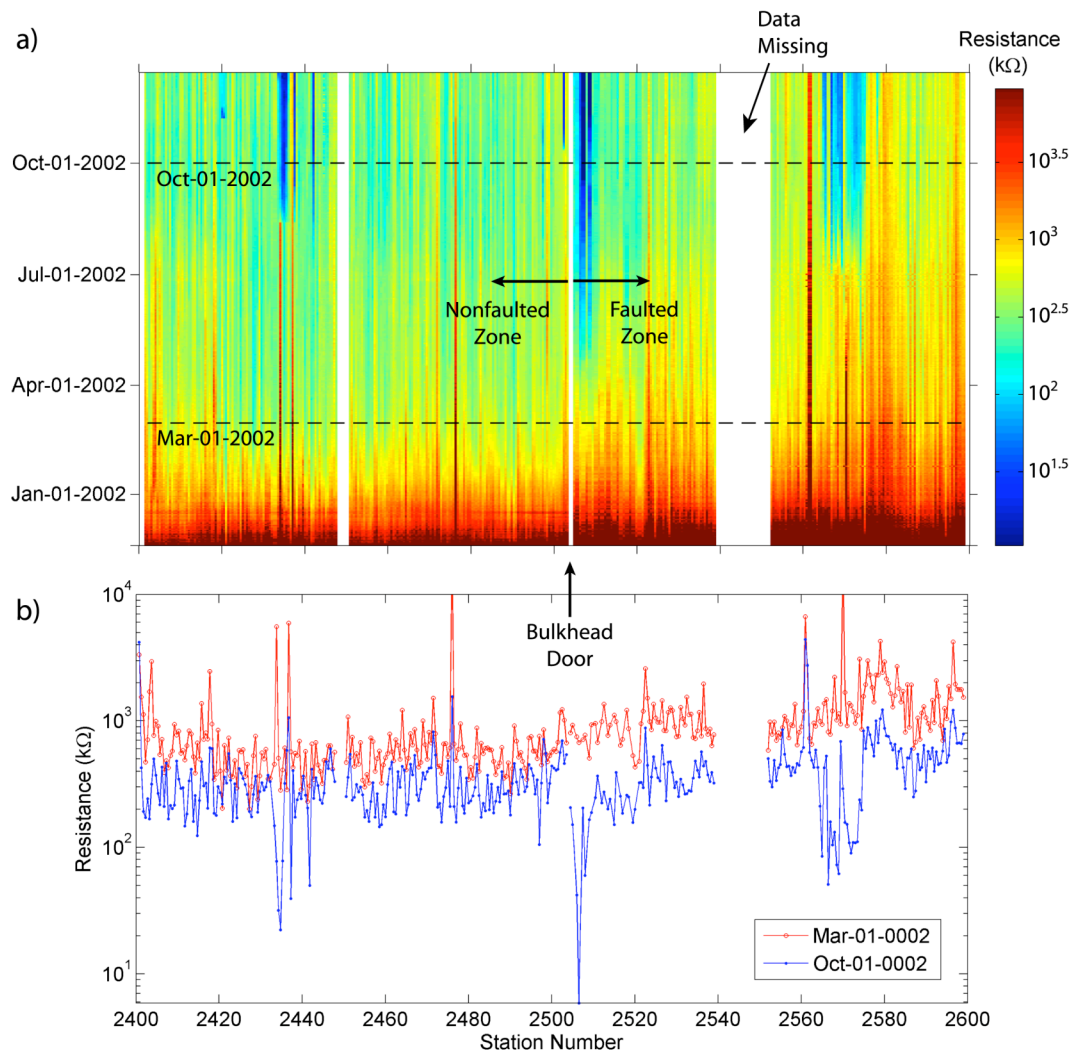 a)
Data
Missing
Resistance
(kΩ)
Oct-01-2002
Oct-01-2002
Jul-01-2002
Nonfaulted
Zone
Faulted
Zone
Apr-01-2002
Mar-01-2002
Jan-01-2002
10^3.5
10^3
10^2.5
10^2
10^1.5
b)
Bulkhead
Door
10^4
10^3
10^2
10^1
Resistance (kΩ)
Mar-01-0002
Oct-01-0002
2400 2420 2440 2460 2480 2500 2520 2540 2560 2580 2600
Station Number